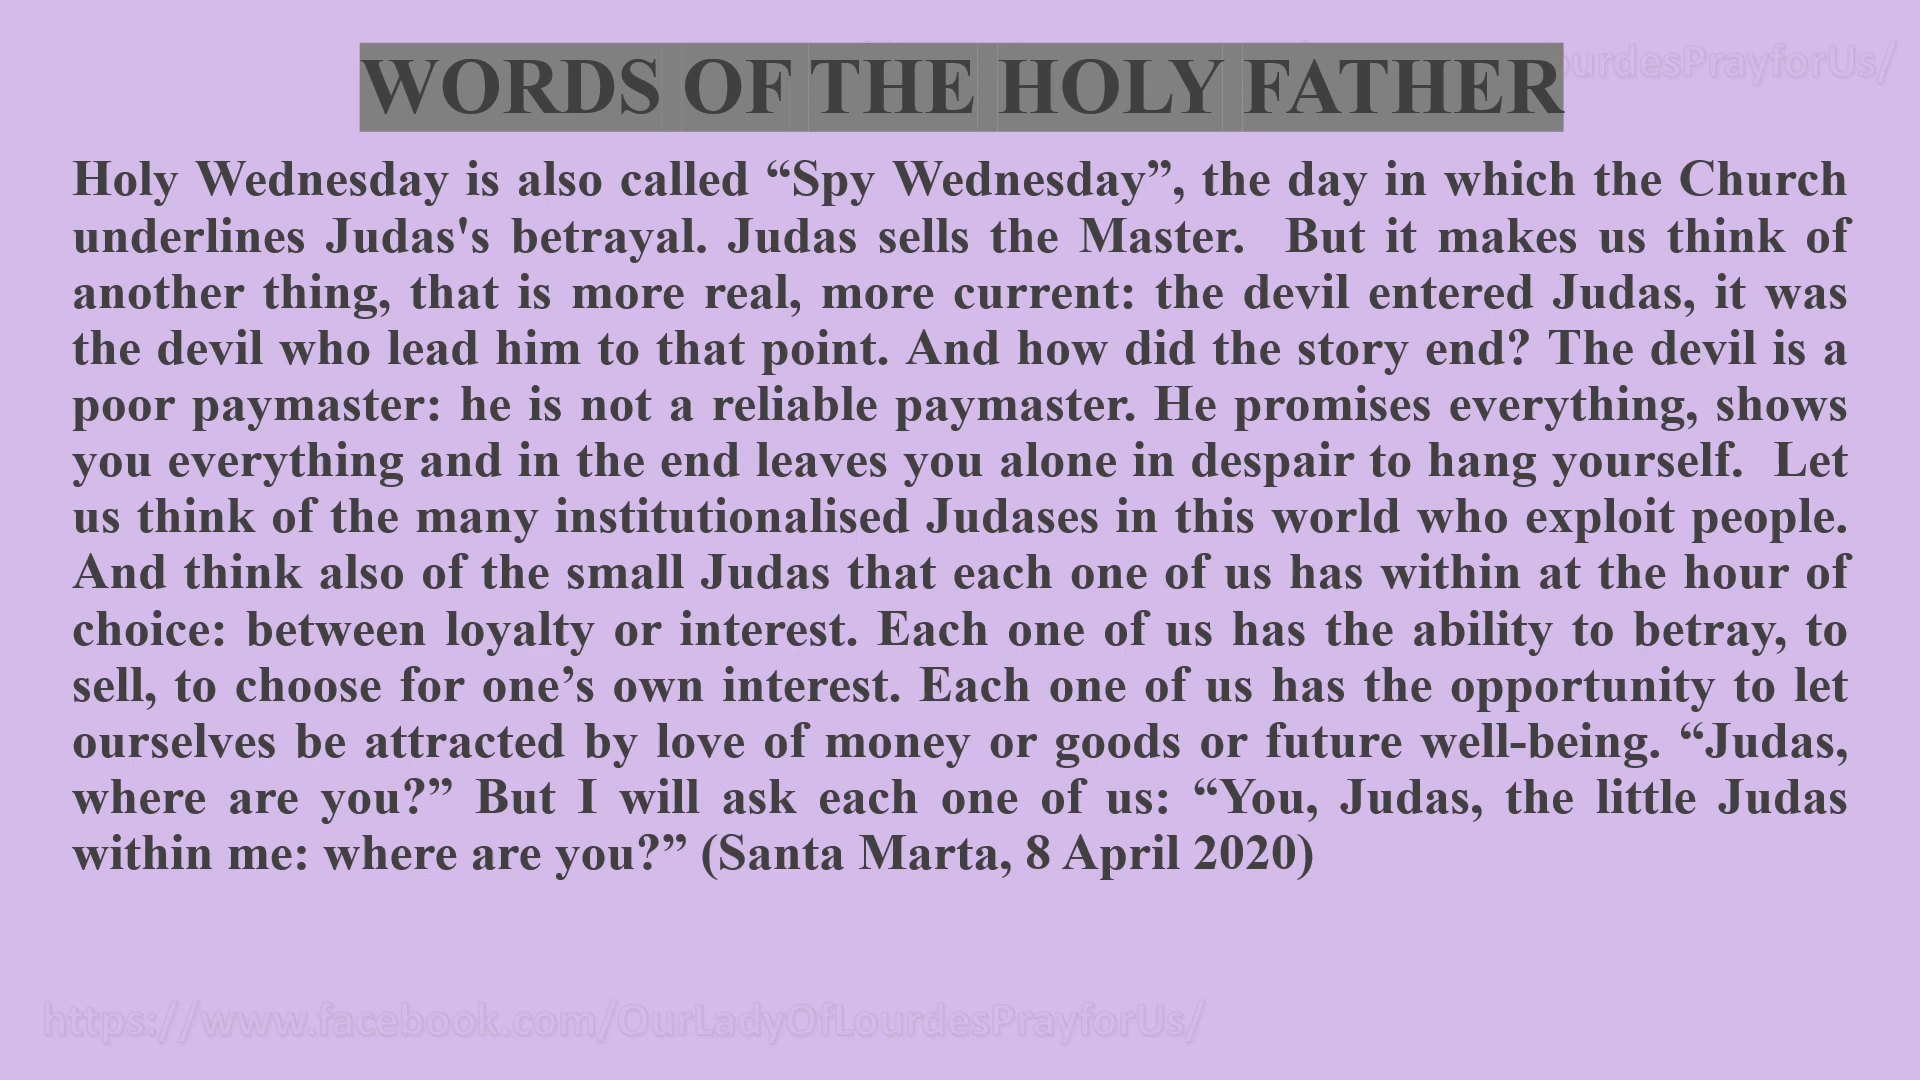 WORDS OF THE HOLY FATHER
ourdesPrayforUs/
Holy Wednesday is also called “Spy Wednesday”, the day in which the Church
underlines Judas's betrayal. Judas sells the Master.  But it makes us think of
another thing, that is more real, more current: the devil entered Judas, it was
the devil who lead him to that point. And how did the story end? The devil is a
poor paymaster: he is not a reliable paymaster. He promises everything, shows
you everything and in the end leaves you alone in despair to hang yourself.  Let
us think of the many institutionalised Judases in this world who exploit people.
And think also of the small Judas that each one of us has within at the hour of
choice: between loyalty or interest. Each one of us has the ability to betray, to
sell, to choose for one’s own interest. Each one of us has the opportunity to let
ourselves be attracted by love of money or goods or future well-being. “Judas,
where are you?” But I will ask each one of us: “You, Judas, the little Judas
within me: where are you?” (Santa Marta, 8 April 2020)
https://www.facebook.com/OurLadyOfLourdesPrayforUs/